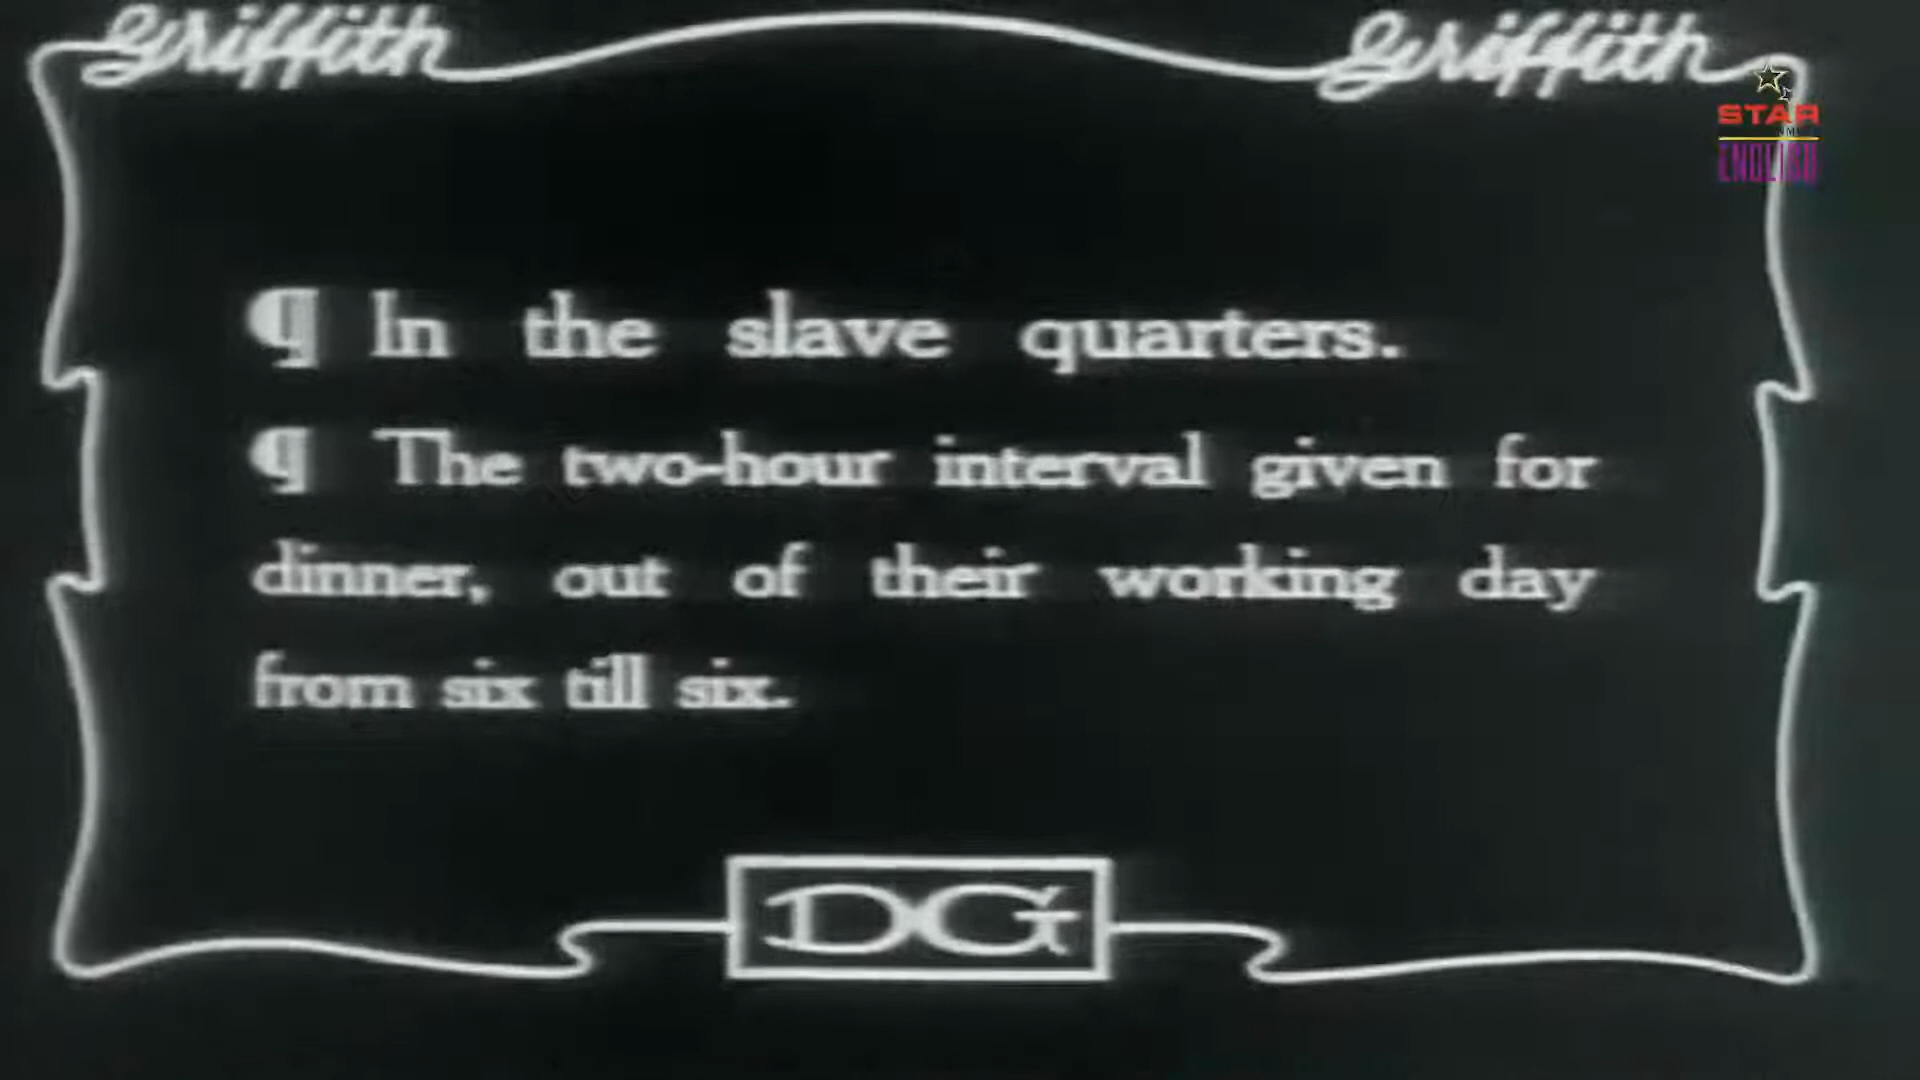 Griffith Griffith
STAR
ENGLISH
¶ In the slave quarters.
¶ The two-hour interval given for
dinner, out of their working day
from six till six.
DG